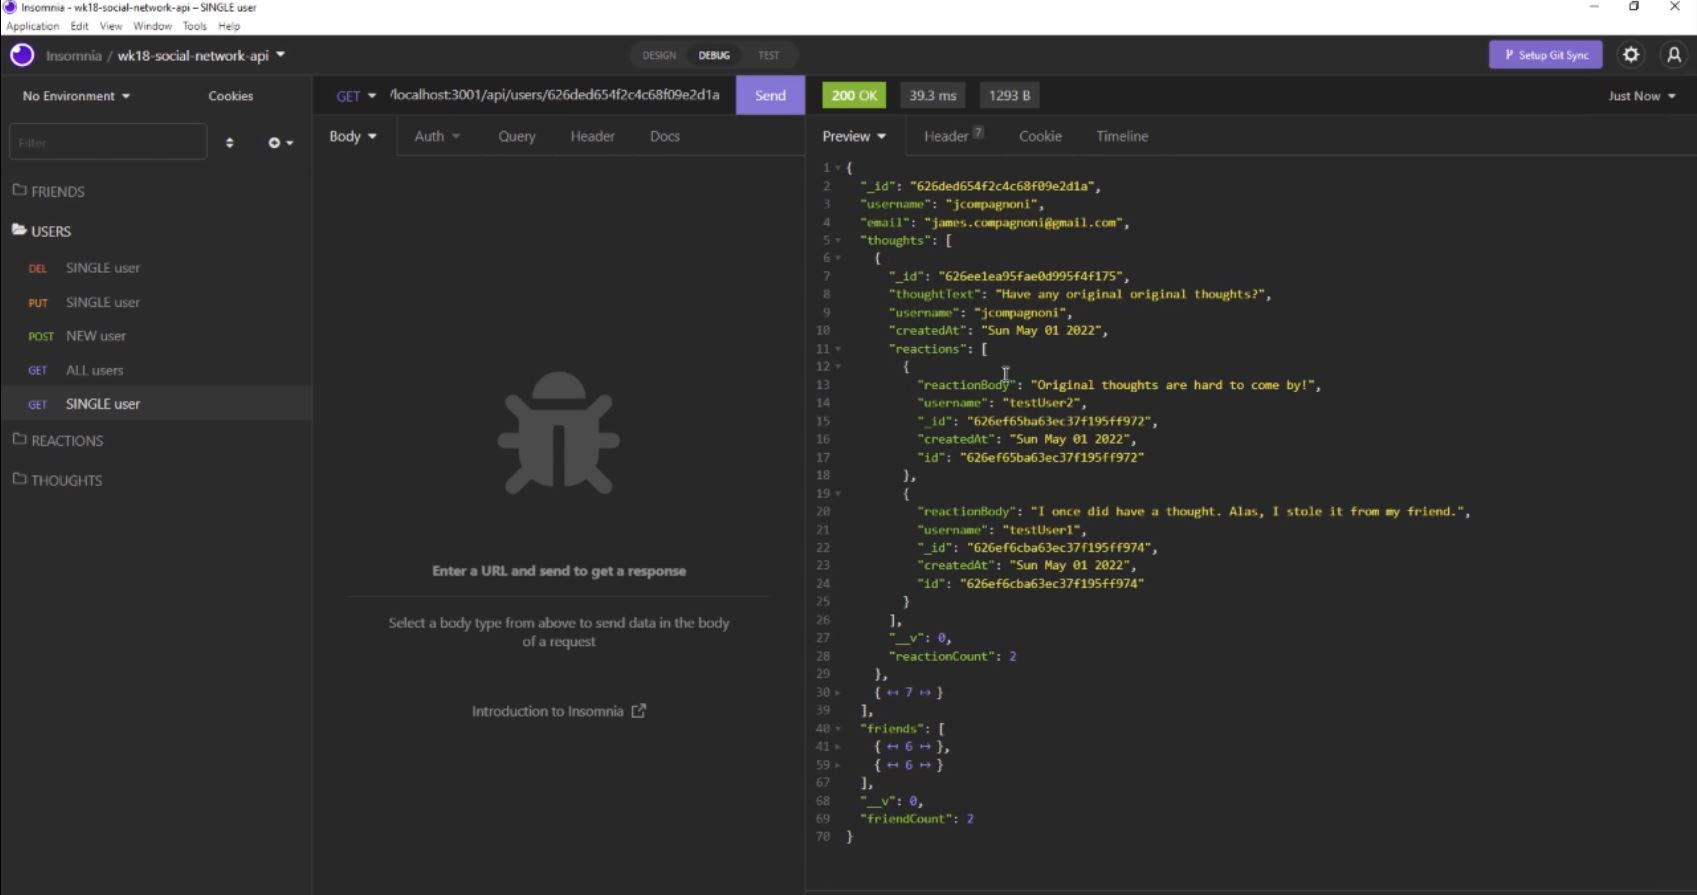 Insomnia - wk18-social-network-api – SINGLE user
Application Edit View Window Tools Help
Insomnia / wk18-social-network-api
DESIGN DEBUG TEST
Setup Git Sync
No Environment Cookies
GET /localhost:3001/api/users/626ded654f2c4c68f09e2d1a Send
200 OK 39.3 ms 1293 B Just Now
Filter
Body Auth Query Header Docs
Preview Header 7 Cookie Timeline
FRIENDS
USERS
DEL SINGLE user
PUT SINGLE user
POST NEW user
GET ALL users
GET SINGLE user
REACTIONS
THOUGHTS
Enter a URL and send to get a response
Select a body type from above to send data in the body
of a request
Introduction to Insomnia
1 {
2 "_id": "626ded654f2c4c68f09e2d1a",
3 "username": "jcompagnoni",
4 "email": "james.compagnoni@gmail.com",
5 "thoughts": [
6 {
7 "_id": "626ee1ea95fae0d995f4f175",
8 "thoughtText": "Have any original original thoughts?",
9 "username": "jcompagnoni",
10 "createdAt": "Sun May 01 2022",
11 "reactions": [
12 {
13 "reactionBody": "Original thoughts are hard to come by!",
14 "username": "testUser2",
15 "_id": "626ef65ba63ec37f195ff972",
16 "createdAt": "Sun May 01 2022",
17 "id": "626ef65ba63ec37f195ff972"
18 },
19 {
20 "reactionBody": "I once did have a thought. Alas, I stole it from my friend.",
21 "username": "testUser1",
22 "_id": "626ef6cba63ec37f195ff974",
23 "createdAt": "Sun May 01 2022",
24 "id": "626ef6cba63ec37f195ff974"
25 }
26 ],
27 "__v": 0,
28 "reactionCount": 2
29 },
30 { ↔ 7 ↦ }
39 ],
40 "friends": [
41 { ↔ 6 ↦ },
59 { ↔ 6 ↦ }
67 ],
68 "__v": 0,
69 "friendCount": 2
70 }